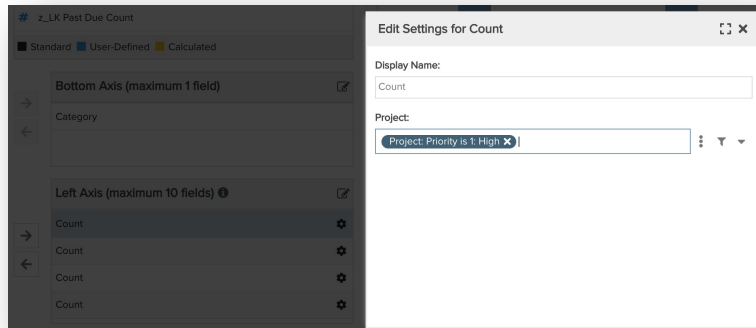 # z_LK Past Due Count
Standard User-Defined Calculated
Bottom Axis (maximum 1 field)
Category
Left Axis (maximum 10 fields)
Count
Count
Count
Count
Edit Settings for Count
Display Name:
Count
Project:
Project: Priority is 1: High